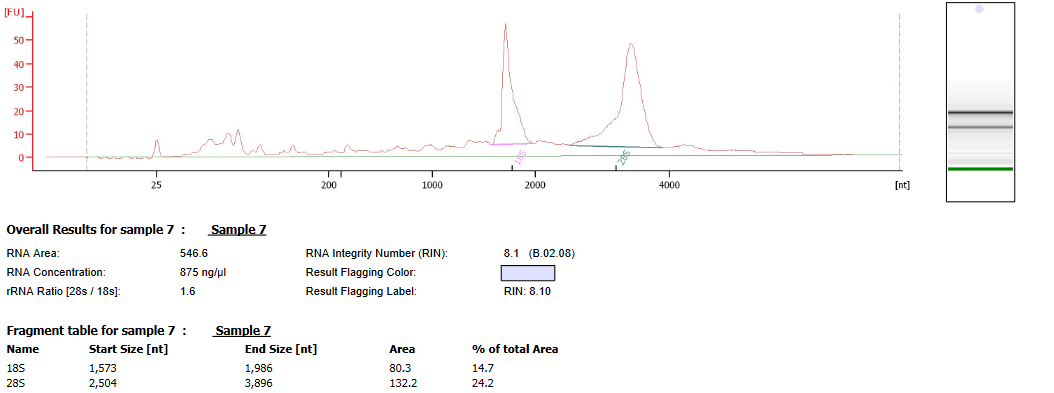 [FU]
50
40
30
20
10
0
18S
28S
25 200 1000 2000 4000 [nt]
Overall Results for sample 7 : Sample 7
RNA Area: 546.6 RNA Integrity Number (RIN): 8.1 (B.02.08)
RNA Concentration: 875 ng/µl Result Flagging Color:
rRNA Ratio [28s / 18s]: 1.6 Result Flagging Label: RIN: 8.10
Fragment table for sample 7 : Sample 7
Name Start Size [nt] End Size [nt] Area % of total Area
18S 1,573 1,986 80.3 14.7
28S 2,504 3,896 132.2 24.2